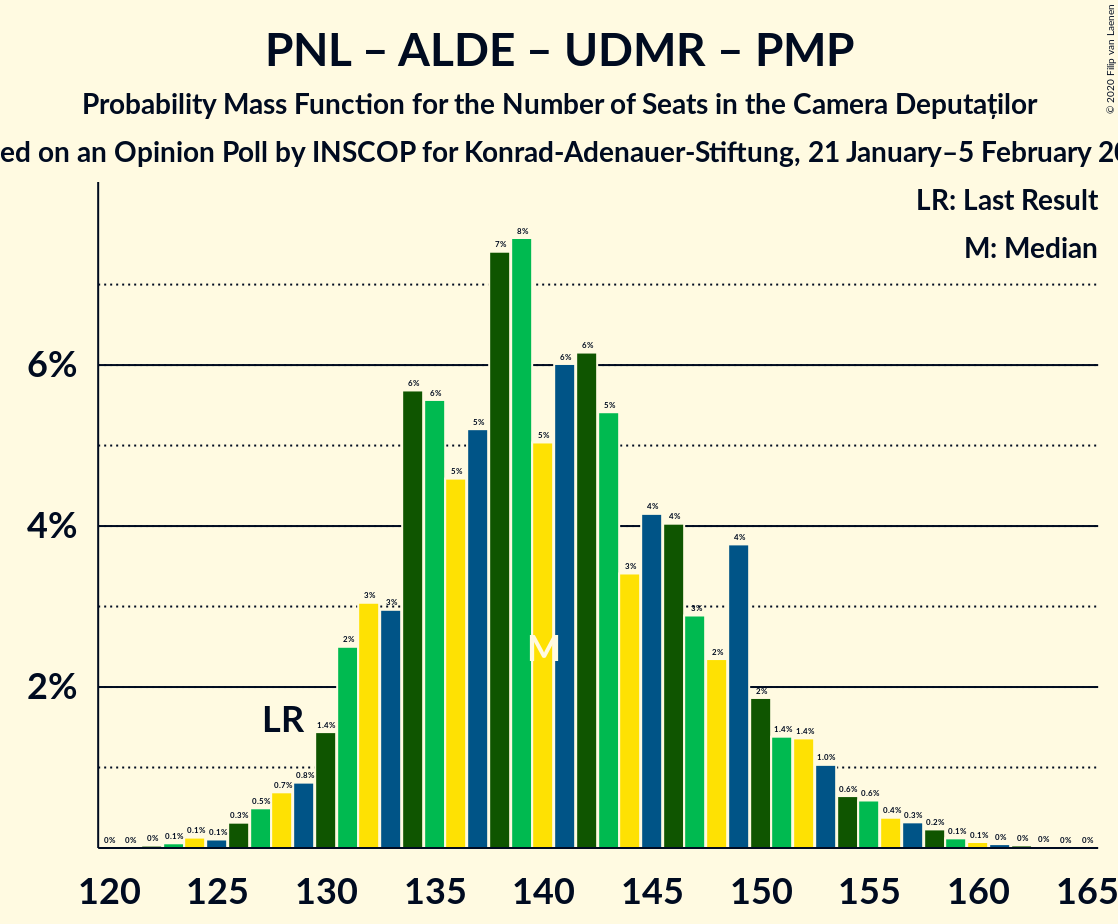 PNL – ALDE – UDMR – PMP
Probability Mass Function for the Number of Seats in the Camera Deputaților
ed on an Opinion Poll by INSCOP for Konrad-Adenauer-Stiftung, 21 January–5 February 20
© 2020 Filip van Laenen
LR: Last Result
M: Median
6%
4%
2%
0% 0% 0% 0.1% 0.1% 0.1% 0.3% 0.5% 0.7% 0.8% 1.4% 2% 3% 3% 6% 6% 5% 5% 7% 8% 5% 6% 6% 5% 3% 4% 4% 3% 2% 4% 2% 1.4% 1.4% 1.0% 0.6% 0.6% 0.4% 0.3% 0.2% 0.1% 0.1% 0% 0% 0% 0% 0%
LR
M
120 125 130 135 140 145 150 155 160 165